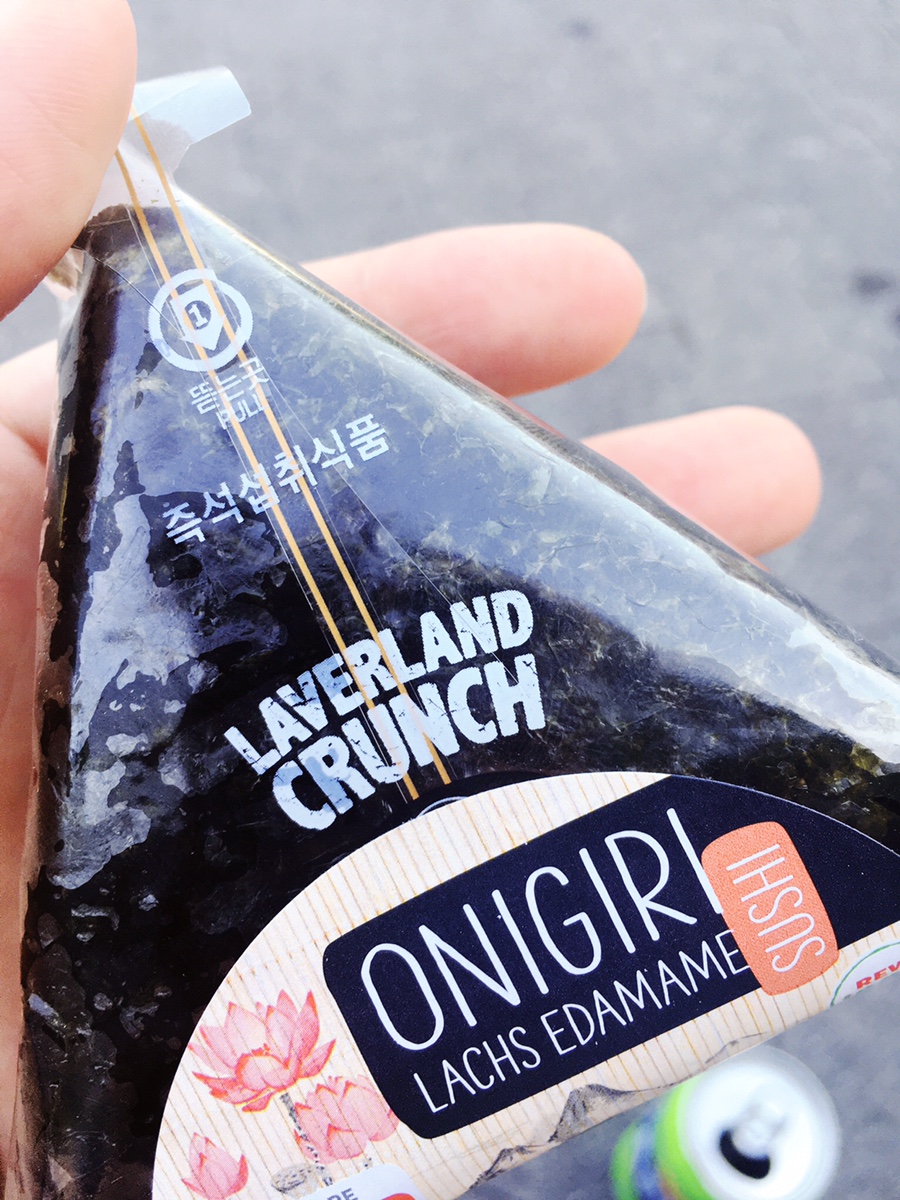 1
뜯는곳
PULL
즉석섭취식품
LAVERLAND
CRUNCH
ONIGIRI
SUSHI
LACHS EDAMAME